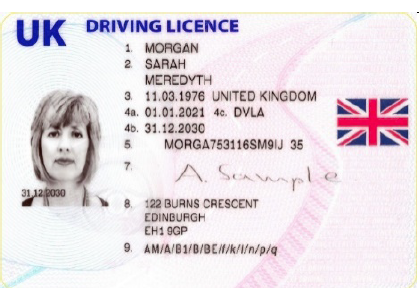 UK DRIVING LICENCE
1. MORGAN
2. SARAH
MEREDYTH
3. 11.03.1976 UNITED KINGDOM
4a. 01.01.2021 4c. DVLA
4b. 31.12.2030
5. MORGA753116SM9IJ 35
7. A. Sample
31.12.2030
8. 122 BURNS CRESCENT
EDINBURGH
EH1 9GP
9. AM/A/B1/B/BE/f/k/l/n/p/q